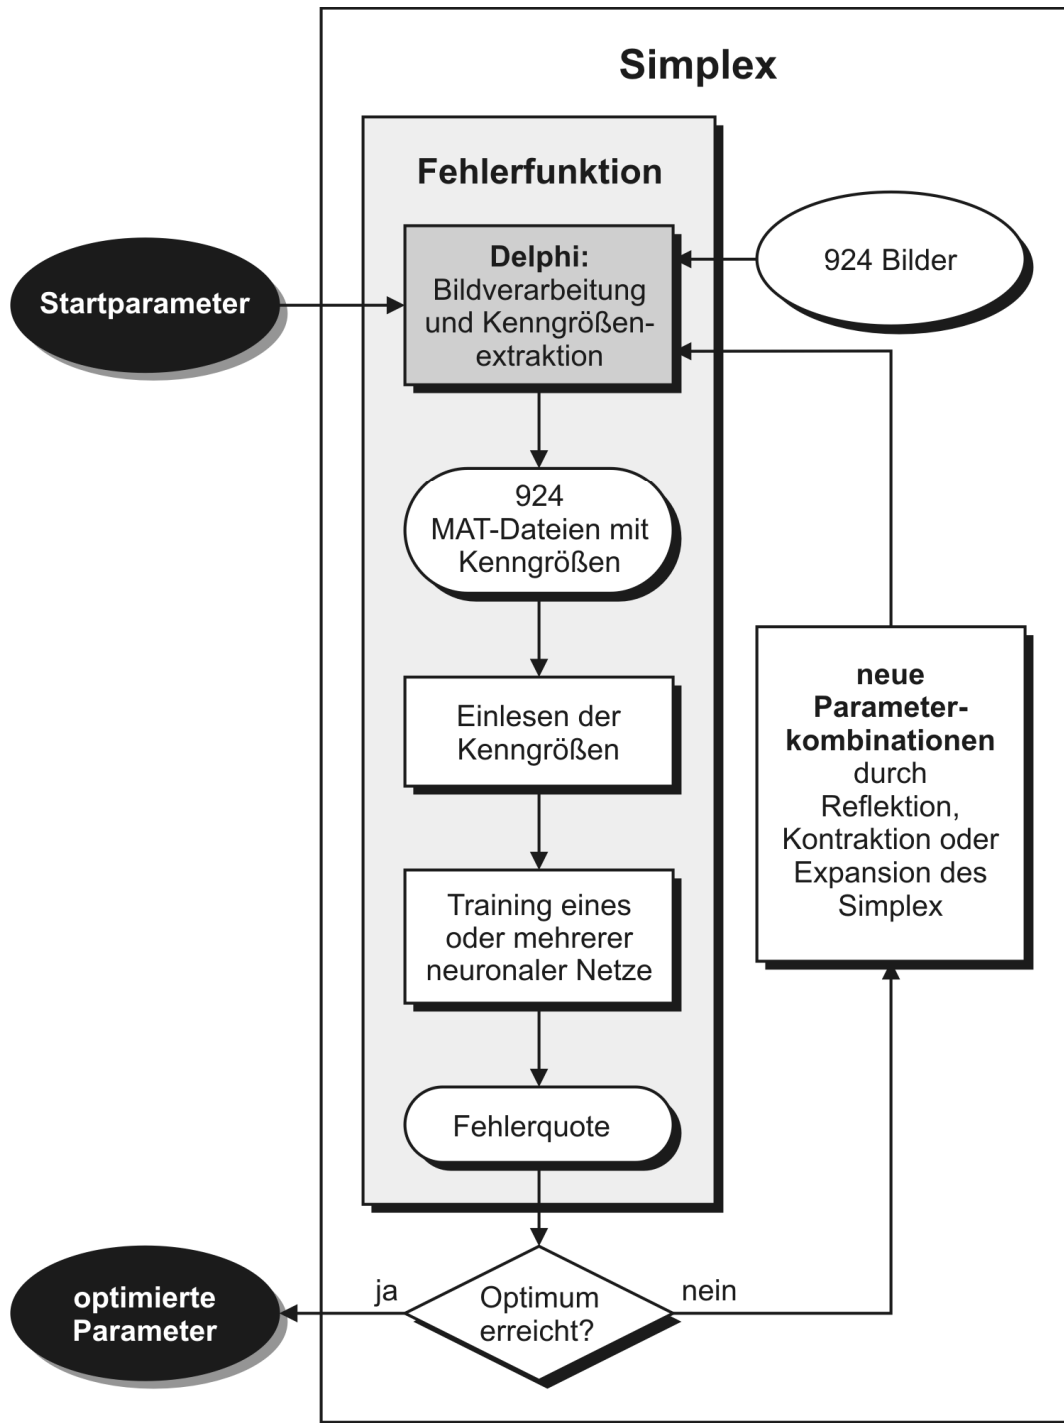 Simplex
Fehlerfunktion
Startparameter
Delphi:
Bildverarbeitung
und Kenngrößen-
extraktion
924 Bilder
924
MAT-Dateien mit
Kenngrößen
Einlesen der
Kenngrößen
neue
Parameter-
kombinationen
durch
Reflektion,
Kontraktion oder
Expansion des
Simplex
Training eines
oder mehrerer
neuronaler Netze
Fehlerquote
optimierte
Parameter
ja
Optimum
erreicht?
nein